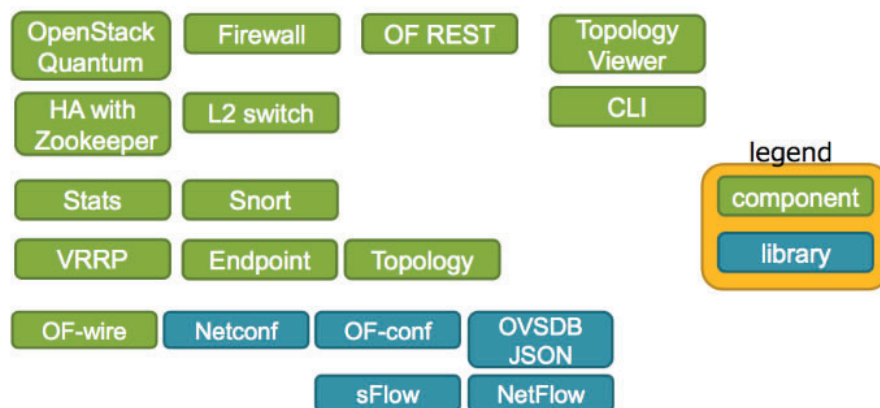 OpenStack
Quantum
Firewall
OF REST
Topology
Viewer
HA with
Zookeeper
L2 switch
CLI
legend
component
library
Stats
Snort
VRRP
Endpoint
Topology
OF-wire
Netconf
OF-conf
OVSDB
JSON
sFlow
NetFlow